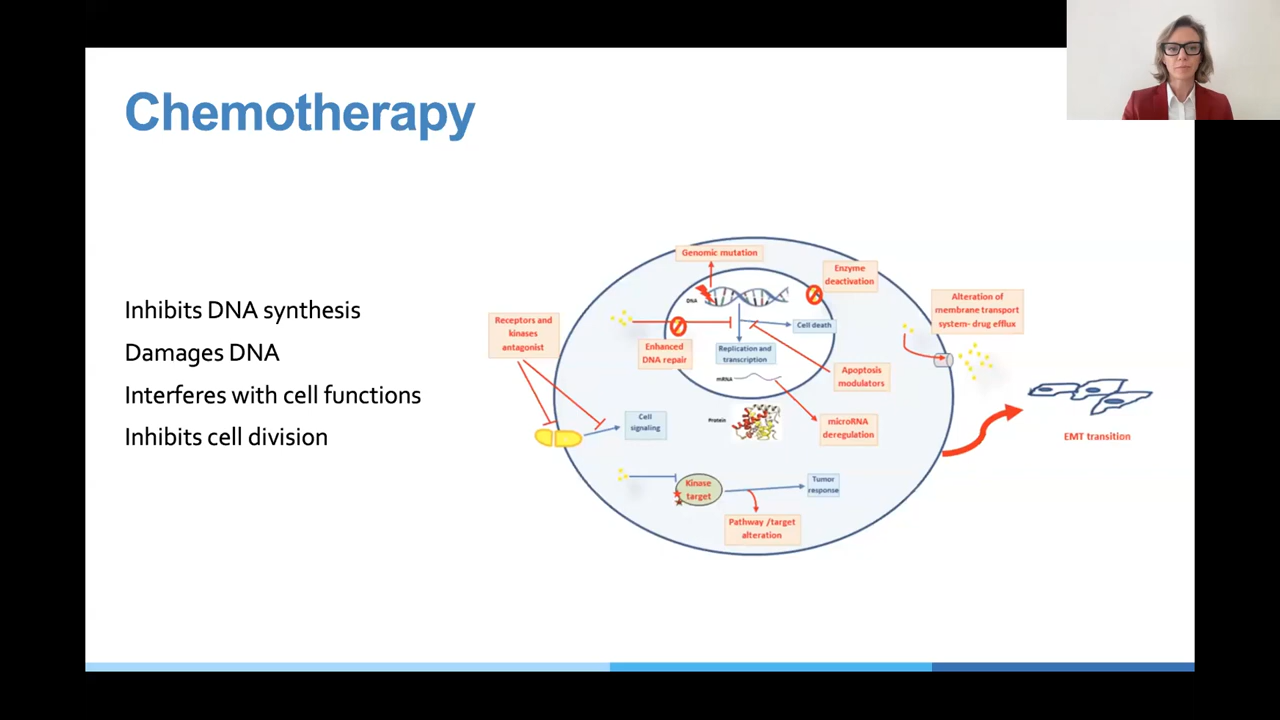 Chemotherapy
Inhibits DNA synthesis
Damages DNA
Interferes with cell functions
Inhibits cell division
Genomic mutation
Enzyme
deactivation
DNA
Alteration of
membrane transport
system- drug efflux
Receptors and
kinases
antagonist
Cell death
Enhanced
DNA repair
Replication and
transcription
mRNA
Apoptosis
modulators
Cell
signaling
Protein
microRNA
deregulation
EMT transition
Kinase
target
Tumor
response
Pathway /target
alteration